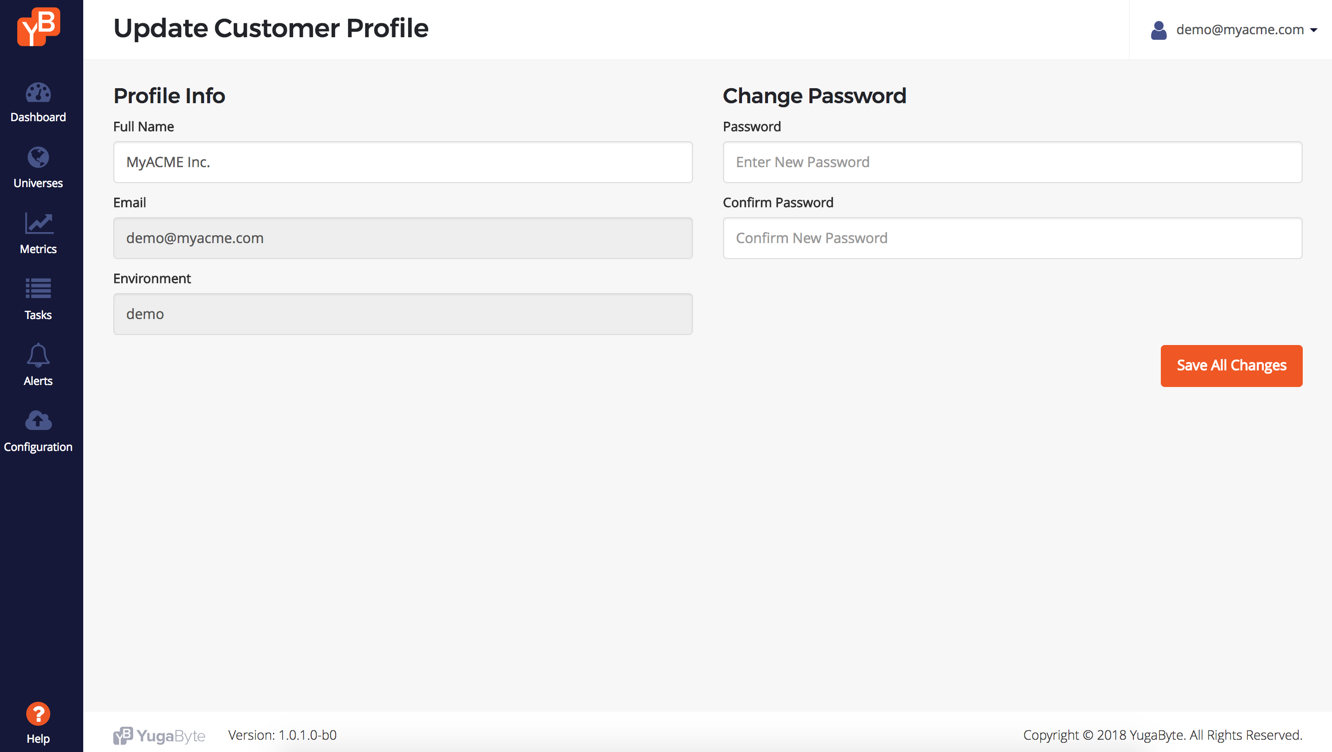 YB
Update Customer Profile
demo@myacme.com
Dashboard
Universes
Metrics
Tasks
Alerts
Configuration
? Help
Profile Info
Full Name
MyACME Inc.
Email
demo@myacme.com
Environment
demo
Change Password
Password
Enter New Password
Confirm Password
Confirm New Password
Save All Changes
YB YugaByte Version: 1.0.1.0-b0
Copyright © 2018 YugaByte. All Rights Reserved.